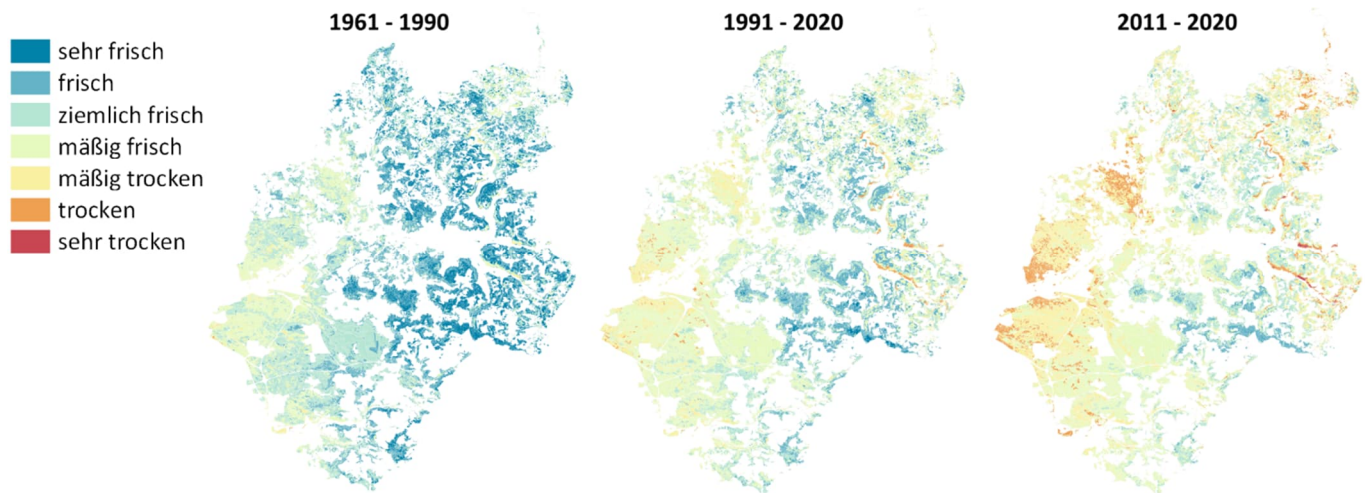 1961 - 1990
1991 - 2020
2011 - 2020
sehr frisch
frisch
ziemlich frisch
mäßig frisch
mäßig trocken
trocken
sehr trocken